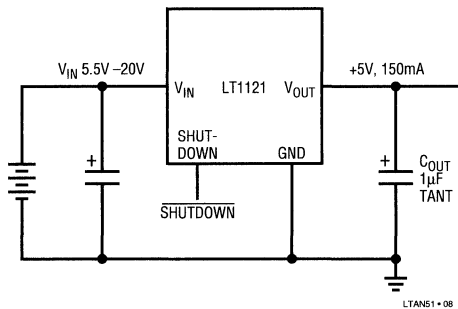 V_IN 5.5V –20V
+5V, 150mA
V_IN
LT1121
V_OUT
SHUT-
DOWN
GND
SHUTDOWN
+
+
C_OUT
1µF
TANT
LTAN51 • 08